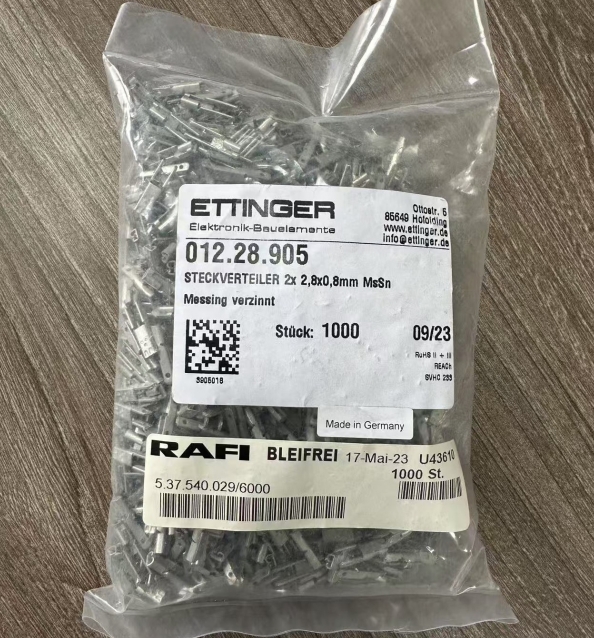 ETTINGER
Elektronik-Bauelemente
Ottostr. 5
85649 Hofolding
www.ettinger.de
info@ettinger.de
012.28.905
STECKVERTEILER 2x 2,8x0,8mm MsSn
Messing verzinnt
Stück: 1000
09/23
RoHS II + III
REACh
SVHC 233
Made in Germany
RAFI BLEIFREI 17-Mai-23 U43610
1000 St.
5.37.540.029/6000